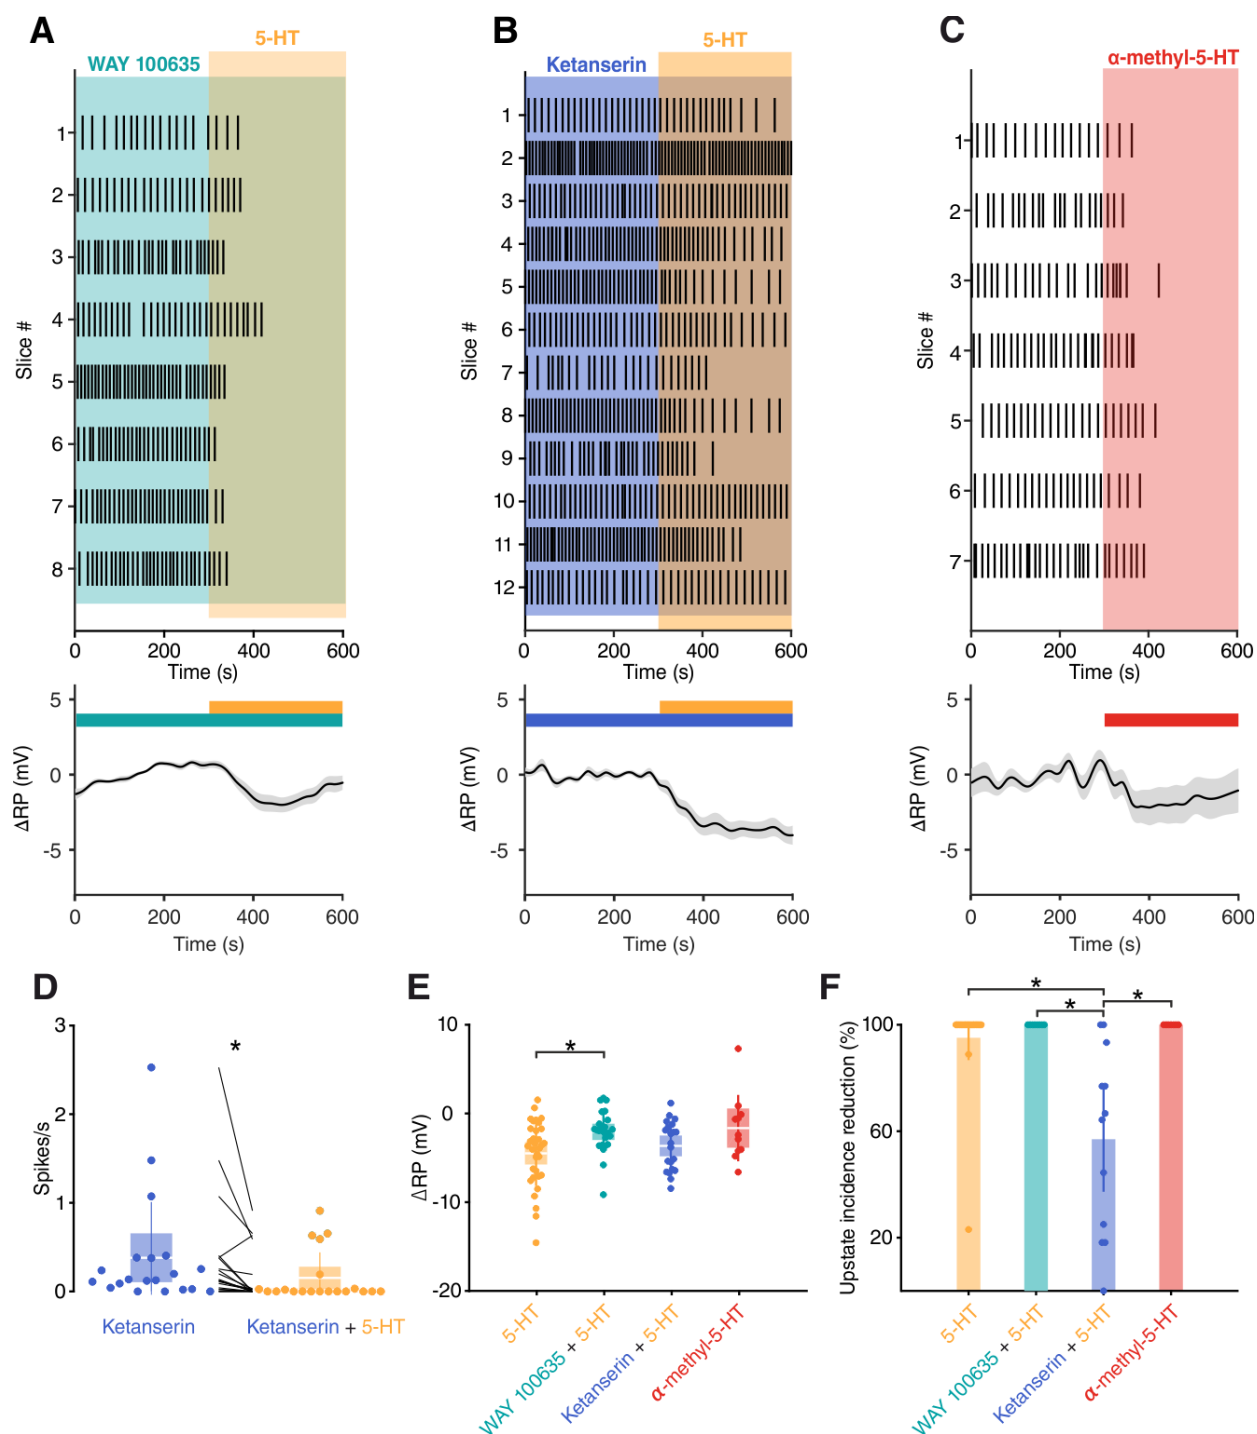 A
5-HT
WAY 100635
Slice #
1
2
3
4
5
6
7
8
0
200
400
600
Time (s)
5
0
-5
ΔRP (mV)
0
200
400
600
Time (s)
B
5-HT
Ketanserin
Slice #
1
2
3
4
5
6
7
8
9
10
11
12
0
200
400
600
Time (s)
5
0
-5
ΔRP (mV)
0
200
400
600
Time (s)
C
α-methyl-5-HT
Slice #
1
2
3
4
5
6
7
0
200
400
600
Time (s)
5
0
-5
ΔRP (mV)
0
200
400
600
Time (s)
D
Spikes/s
3
2
1
0
*
Ketanserin
Ketanserin + 5-HT
E
ΔRP (mV)
10
0
-10
-20
*
5-HT
WAY 100635 + 5-HT
Ketanserin + 5-HT
α-methyl-5-HT
F
Upstate incidence reduction (%)
100
60
20
*
*
*
5-HT
WAY 100635 + 5-HT
Ketanserin + 5-HT
α-methyl-5-HT